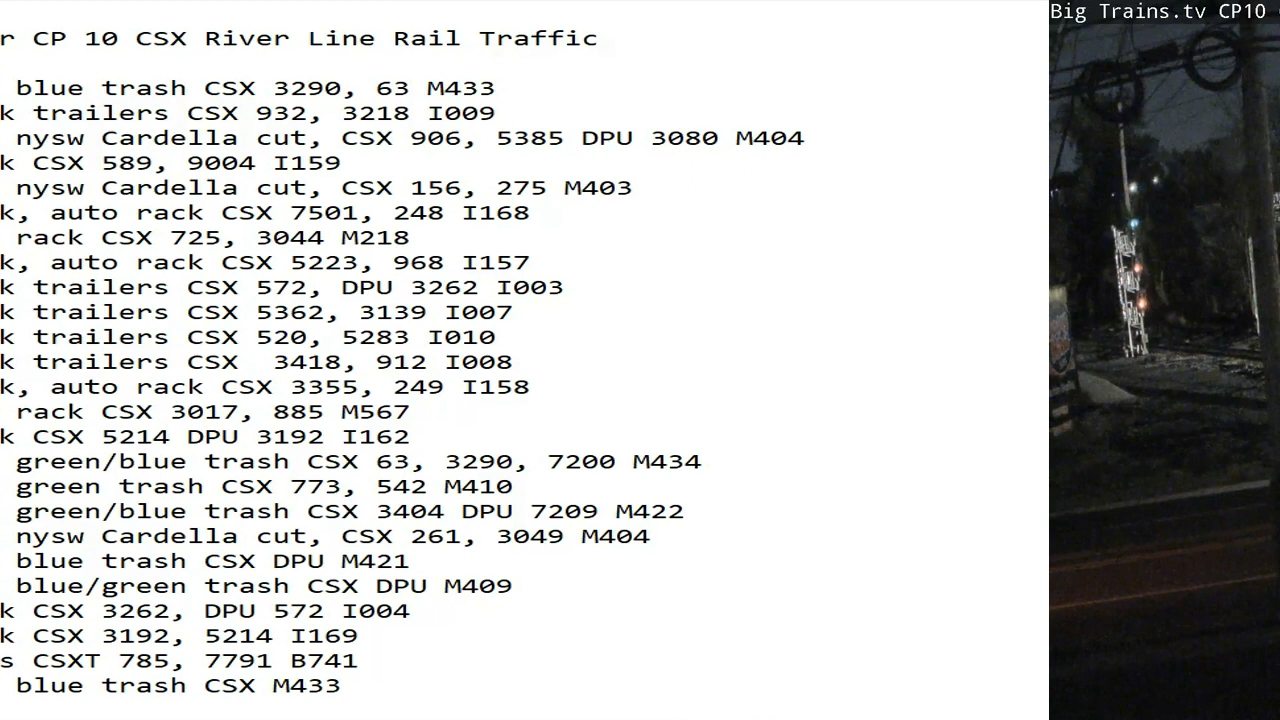 r CP 10 CSX River Line Rail Traffic
blue trash CSX 3290, 63 M433
k trailers CSX 932, 3218 I009
nysw Cardella cut, CSX 906, 5385 DPU 3080 M404
k CSX 589, 9004 I159
nysw Cardella cut, CSX 156, 275 M403
k, auto rack CSX 7501, 248 I168
rack CSX 725, 3044 M218
k, auto rack CSX 5223, 968 I157
k trailers CSX 572, DPU 3262 I003
k trailers CSX 5362, 3139 I007
k trailers CSX 520, 5283 I010
k trailers CSX  3418, 912 I008
k, auto rack CSX 3355, 249 I158
rack CSX 3017, 885 M567
k CSX 5214 DPU 3192 I162
green/blue trash CSX 63, 3290, 7200 M434
green trash CSX 773, 542 M410
green/blue trash CSX 3404 DPU 7209 M422
nysw Cardella cut, CSX 261, 3049 M404
blue trash CSX DPU M421
blue/green trash CSX DPU M409
k CSX 3262, DPU 572 I004
k CSX 3192, 5214 I169
s CSXT 785, 7791 B741
blue trash CSX M433
Big Trains.tv CP10